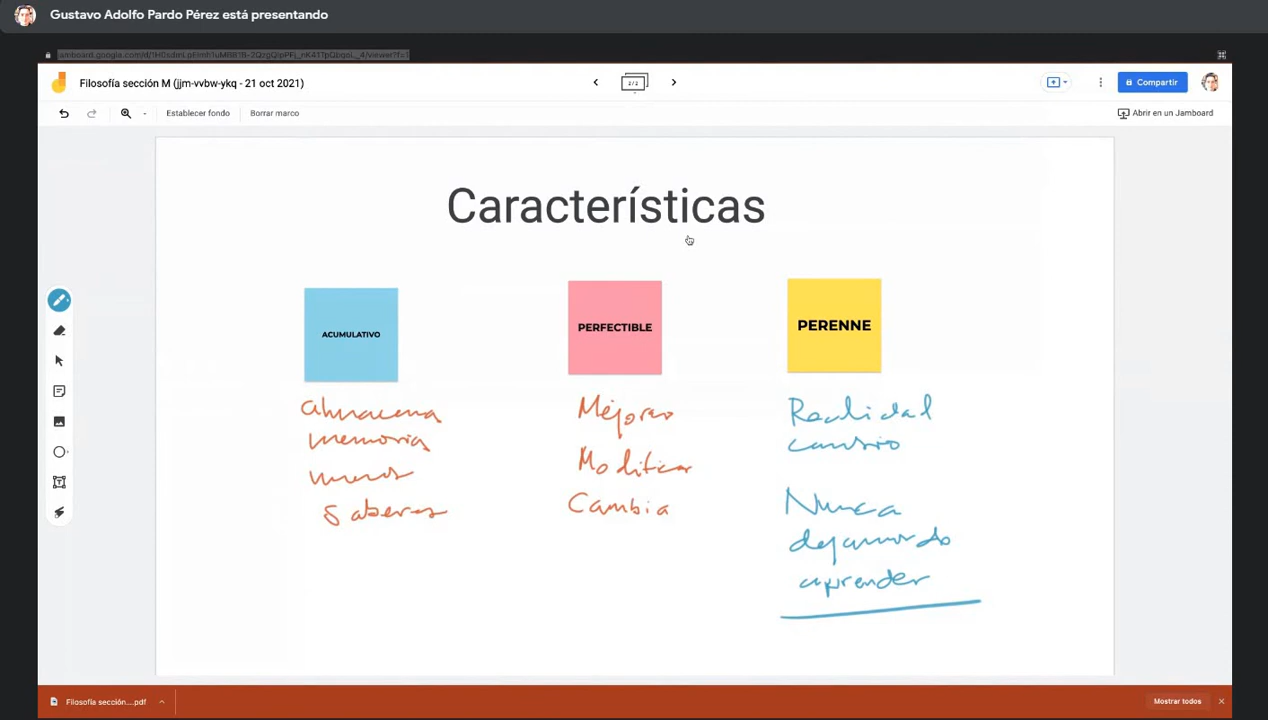 Gustavo Adolfo Pardo Pérez está presentando
Filosofía sección M (jjm-vvbw-ykq - 21 oct 2021)
2/2
Compartir
Establecer fondo
Borrar marco
Abrir en un Jamboard
Características
ACUMULATIVO
PERFECTIBLE
PERENNE
almacena
memoria
saberes
Mejorar
Modificar
Cambia
Realidad
cambio
Nunca
dejamos de
aprender
Filosofía sección....pdf
Mostrar todos